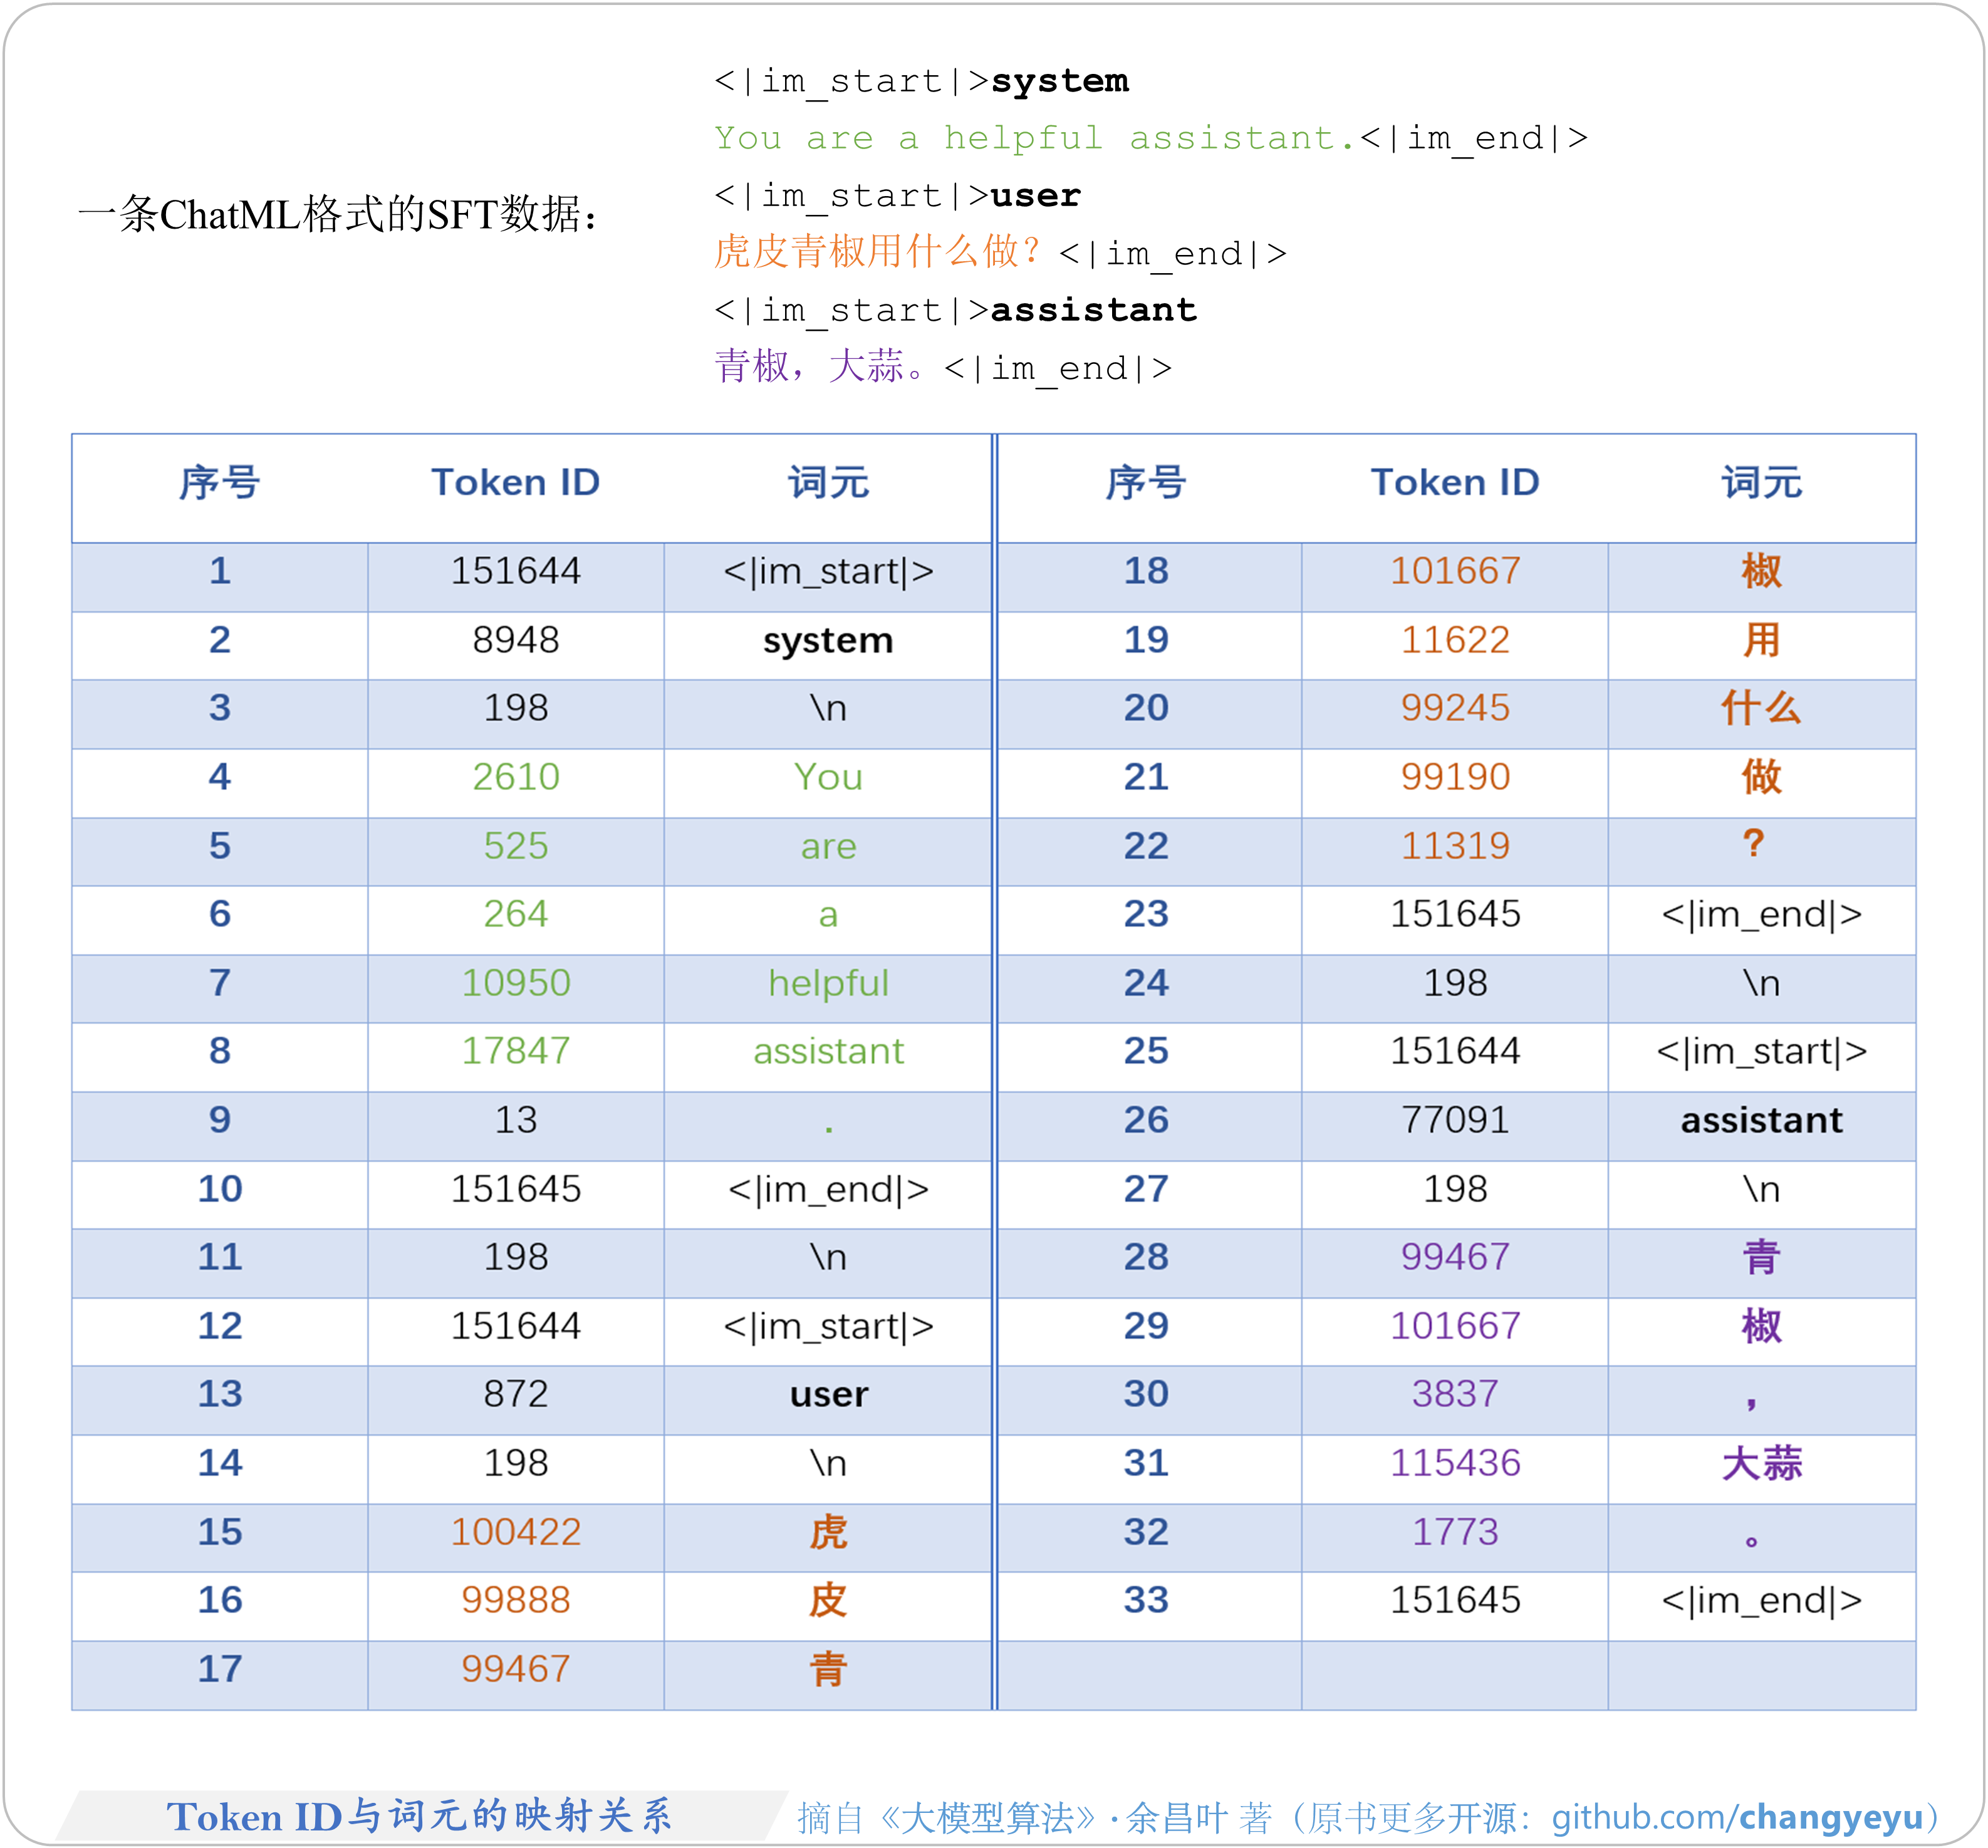 <|im_start|>system
You are a helpful assistant.<|im_end|>
一条ChatML格式的SFT数据：
<|im_start|>user
虎皮青椒用什么做？<|im_end|>
<|im_start|>assistant
青椒，大蒜。<|im_end|>
序号 Token ID 词元 序号 Token ID 词元
1 151644 <|im_start|> 18 101667 椒
2 8948 system 19 11622 用
3 198 \n 20 99245 什么
4 2610 You 21 99190 做
5 525 are 22 11319 ？
6 264 a 23 151645 <|im_end|>
7 10950 helpful 24 198 \n
8 17847 assistant 25 151644 <|im_start|>
9 13 . 26 77091 assistant
10 151645 <|im_end|> 27 198 \n
11 198 \n 28 99467 青
12 151644 <|im_start|> 29 101667 椒
13 872 user 30 3837 ，
14 198 \n 31 115436 大蒜
15 100422 虎 32 1773 。
16 99888 皮 33 151645 <|im_end|>
17 99467 青
Token ID与词元的映射关系 摘自《大模型算法》·余昌叶 著（原书更多开源：github.com/changyeyu）